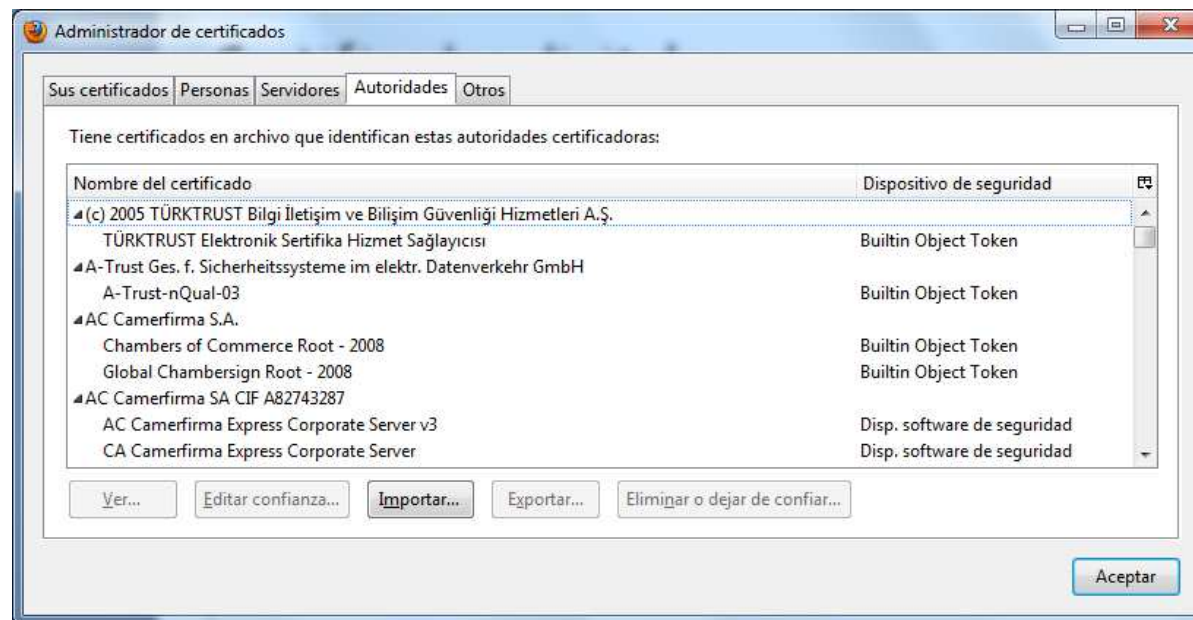 Administrador de certificados
Sus certificados Personas Servidores Autoridades Otros
Tiene certificados en archivo que identifican estas autoridades certificadoras:
Nombre del certificado Dispositivo de seguridad
(c) 2005 TÜRKTRUST Bilgi İletişim ve Bilişim Güvenliği Hizmetleri A.Ş.
TÜRKTRUST Elektronik Sertifika Hizmet Sağlayıcısı Builtin Object Token
A-Trust Ges. f. Sicherheitssysteme im elektr. Datenverkehr GmbH
A-Trust-nQual-03 Builtin Object Token
AC Camerfirma S.A.
Chambers of Commerce Root - 2008 Builtin Object Token
Global Chambersign Root - 2008 Builtin Object Token
AC Camerfirma SA CIF A82743287
AC Camerfirma Express Corporate Server v3 Disp. software de seguridad
CA Camerfirma Express Corporate Server Disp. software de seguridad
Ver... Editar confianza... Importar... Exportar... Eliminar o dejar de confiar...
Aceptar